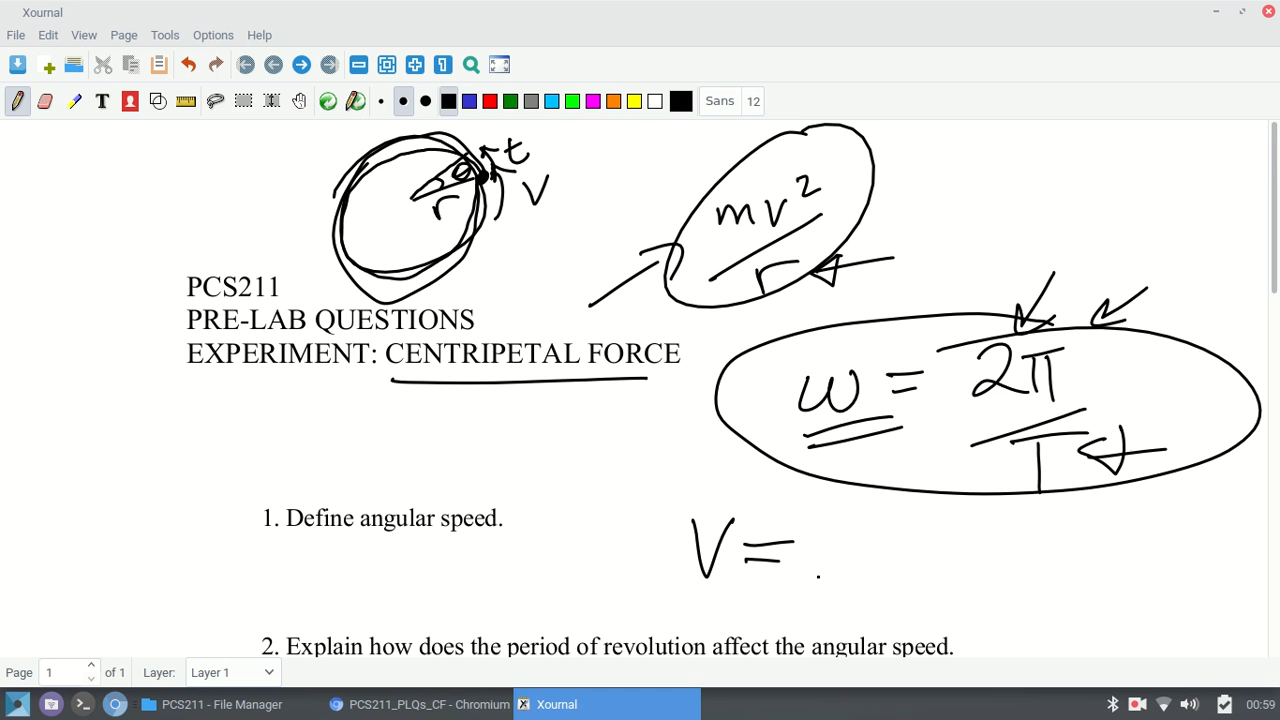 Xournal
File Edit View Page Tools Options Help
Sans 12
t
θ
r
v
mv²
r
PCS211
PRE-LAB QUESTIONS
EXPERIMENT: CENTRIPETAL FORCE
ω = 2π
T
1. Define angular speed.
V =
2. Explain how does the period of revolution affect the angular speed.
Page 1 of 1 Layer: Layer 1
PCS211 - File Manager PCS211_PLQs_CF - Chromium Xournal 00:59